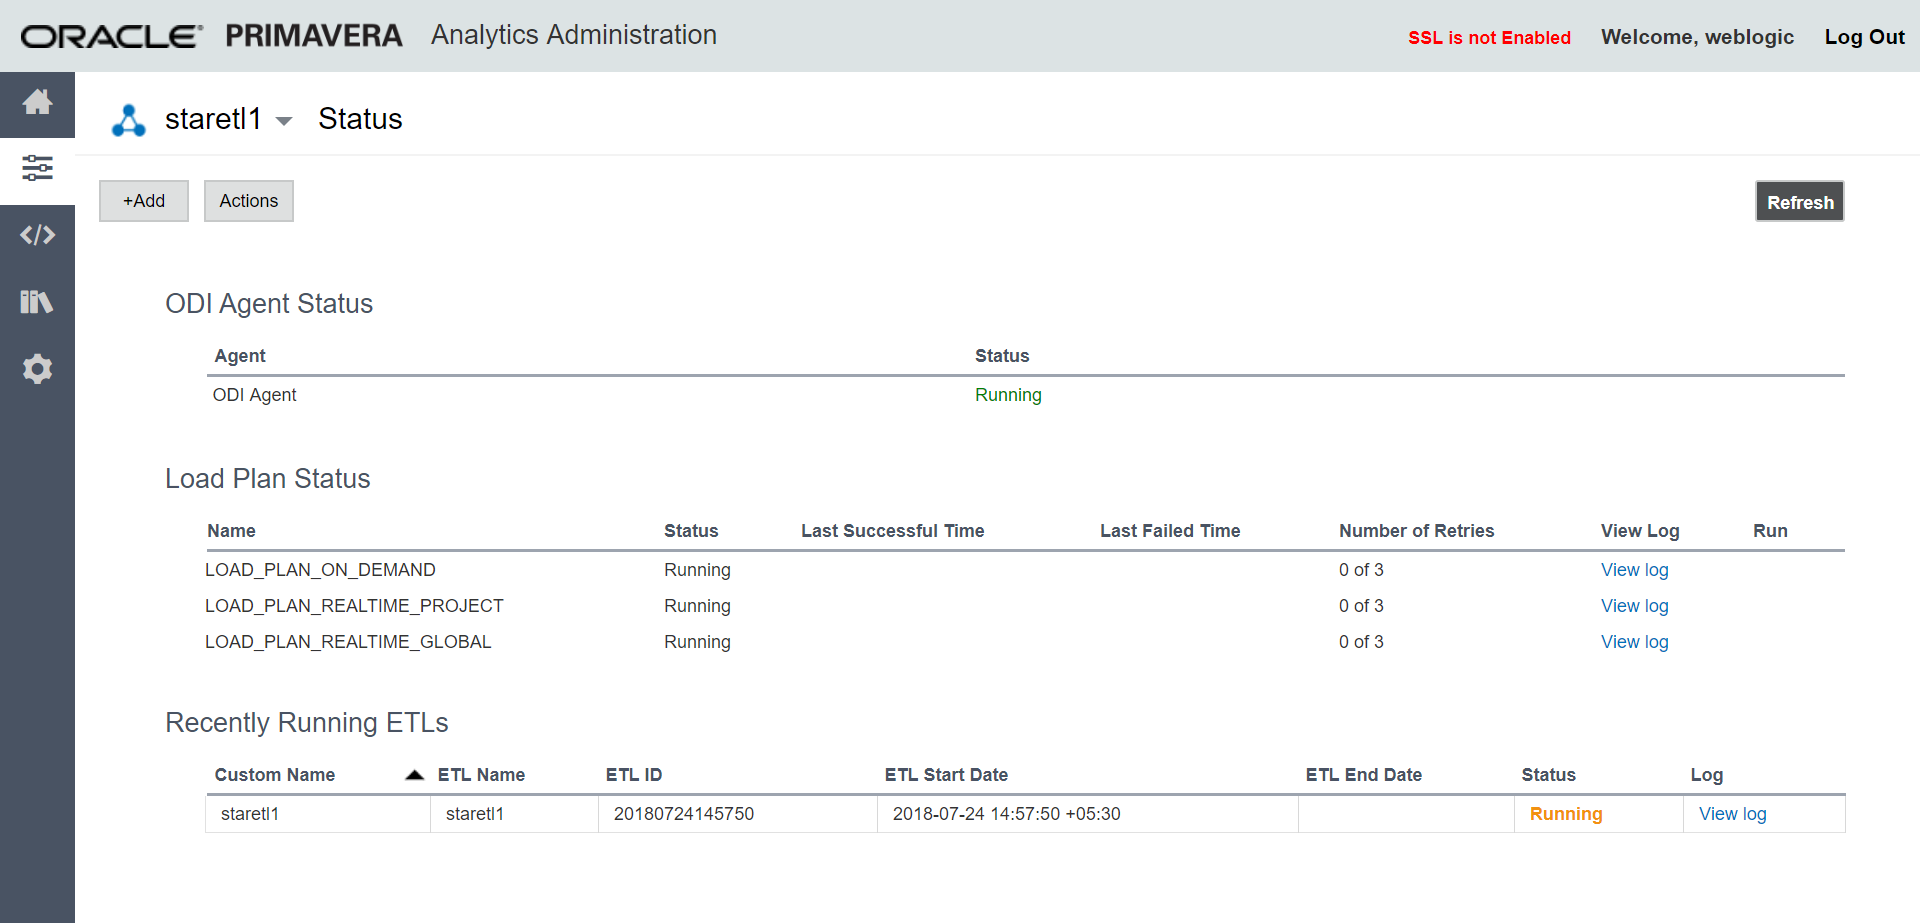 ORACLE® PRIMAVERA Analytics Administration SSL is not Enabled Welcome, weblogic Log Out
staretl1 Status
+Add Actions Refresh
ODI Agent Status
Agent Status
ODI Agent Running
Load Plan Status
Name Status Last Successful Time Last Failed Time Number of Retries View Log Run
LOAD_PLAN_ON_DEMAND Running 0 of 3 View log
LOAD_PLAN_REALTIME_PROJECT Running 0 of 3 View log
LOAD_PLAN_REALTIME_GLOBAL Running 0 of 3 View log
Recently Running ETLs
Custom Name ETL Name ETL ID ETL Start Date ETL End Date Status Log
staretl1 staretl1 20180724145750 2018-07-24 14:57:50 +05:30 Running View log